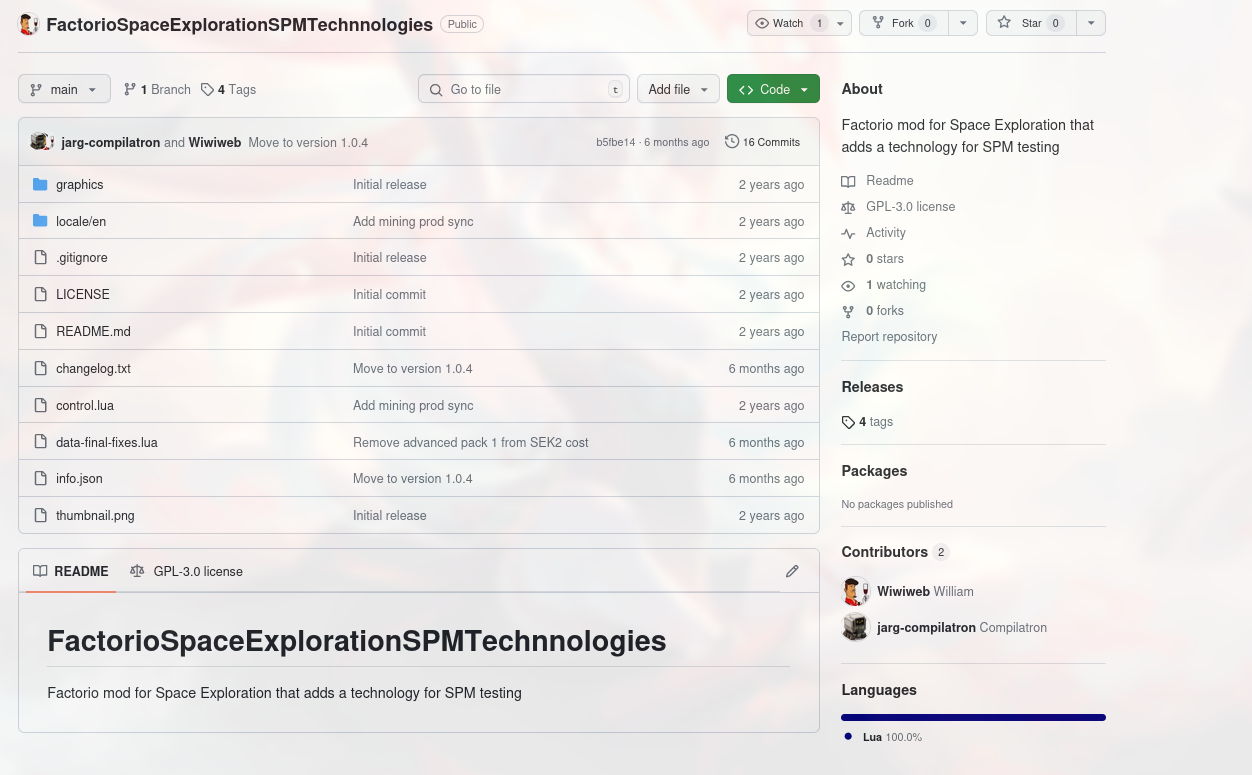 FactorioSpaceExplorationSPMTechnnologies Public Watch 1 Fork 0 Star 0
main 1 Branch 4 Tags Go to file t Add file Code
jarg-compilatron and Wiwiweb Move to version 1.0.4 b5fbe14 · 6 months ago 16 Commits
graphics Initial release 2 years ago
locale/en Add mining prod sync 2 years ago
.gitignore Initial release 2 years ago
LICENSE Initial commit 2 years ago
README.md Initial commit 2 years ago
changelog.txt Move to version 1.0.4 6 months ago
control.lua Add mining prod sync 2 years ago
data-final-fixes.lua Remove advanced pack 1 from SEK2 cost 6 months ago
info.json Move to version 1.0.4 6 months ago
thumbnail.png Initial release 2 years ago
README GPL-3.0 license
FactorioSpaceExplorationSPMTechnnologies
Factorio mod for Space Exploration that adds a technology for SPM testing
About
Factorio mod for Space Exploration that
adds a technology for SPM testing
Readme
GPL-3.0 license
Activity
0 stars
1 watching
0 forks
Report repository
Releases
4 tags
Packages
No packages published
Contributors 2
Wiwiweb William
jarg-compilatron Compilatron
Languages
Lua 100.0%